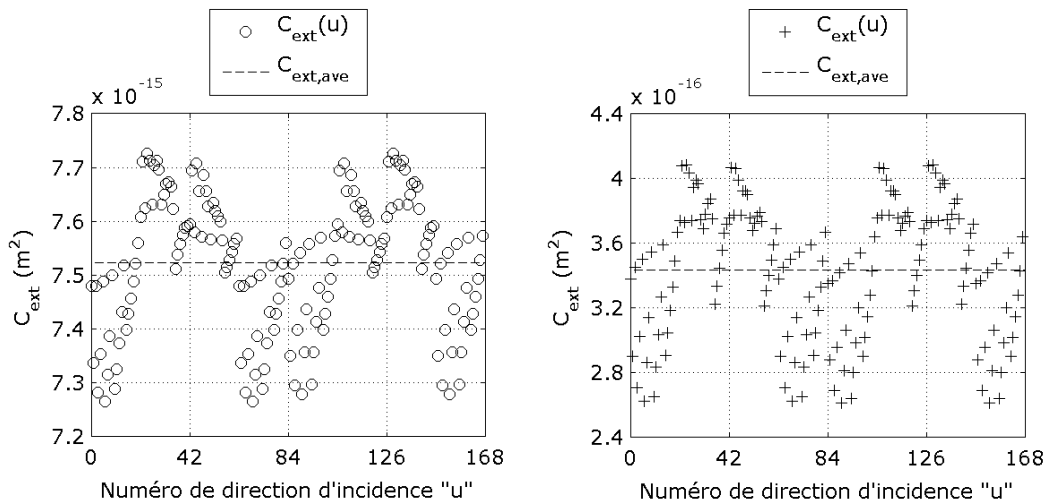 C_ext(u)
C_ext,ave
x 10^-15
7.8
7.7
7.6
7.5
7.4
7.3
7.2
C_ext (m²)
0 42 84 126 168
Numéro de direction d'incidence "u"
C_ext(u)
C_ext,ave
x 10^-16
4.4
4
3.6
3.2
2.8
2.4
C_ext (m²)
0 42 84 126 168
Numéro de direction d'incidence "u"